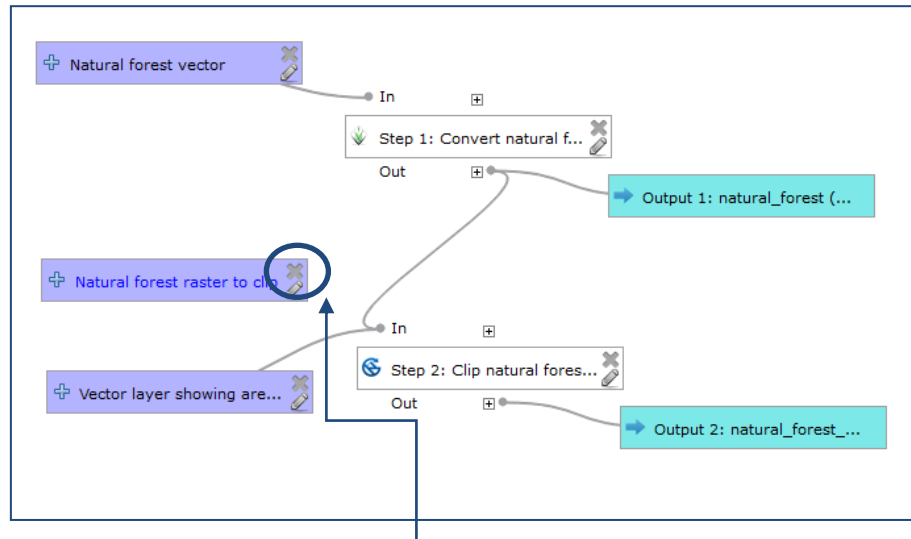 Natural forest vector
In
Step 1: Convert natural f...
Out
Output 1: natural_forest (...
Natural forest raster to clip
In
Step 2: Clip natural fores...
Vector layer showing are...
Out
Output 2: natural_forest_...